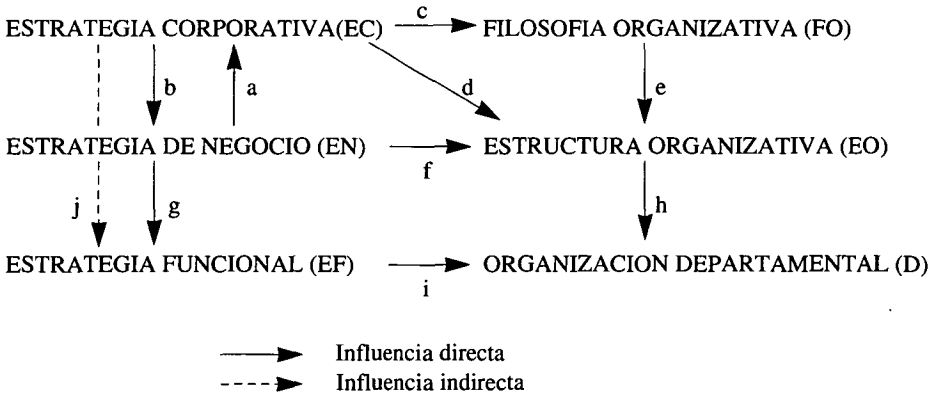 c
ESTRATEGIA CORPORATIVA(EC) FILOSOFIA ORGANIZATIVA (FO)
b a d e
ESTRATEGIA DE NEGOCIO (EN) ESTRUCTURA ORGANIZATIVA (EO)
f
j g h
ESTRATEGIA FUNCIONAL (EF) ORGANIZACION DEPARTAMENTAL (D)
i
Influencia directa
Influencia indirecta